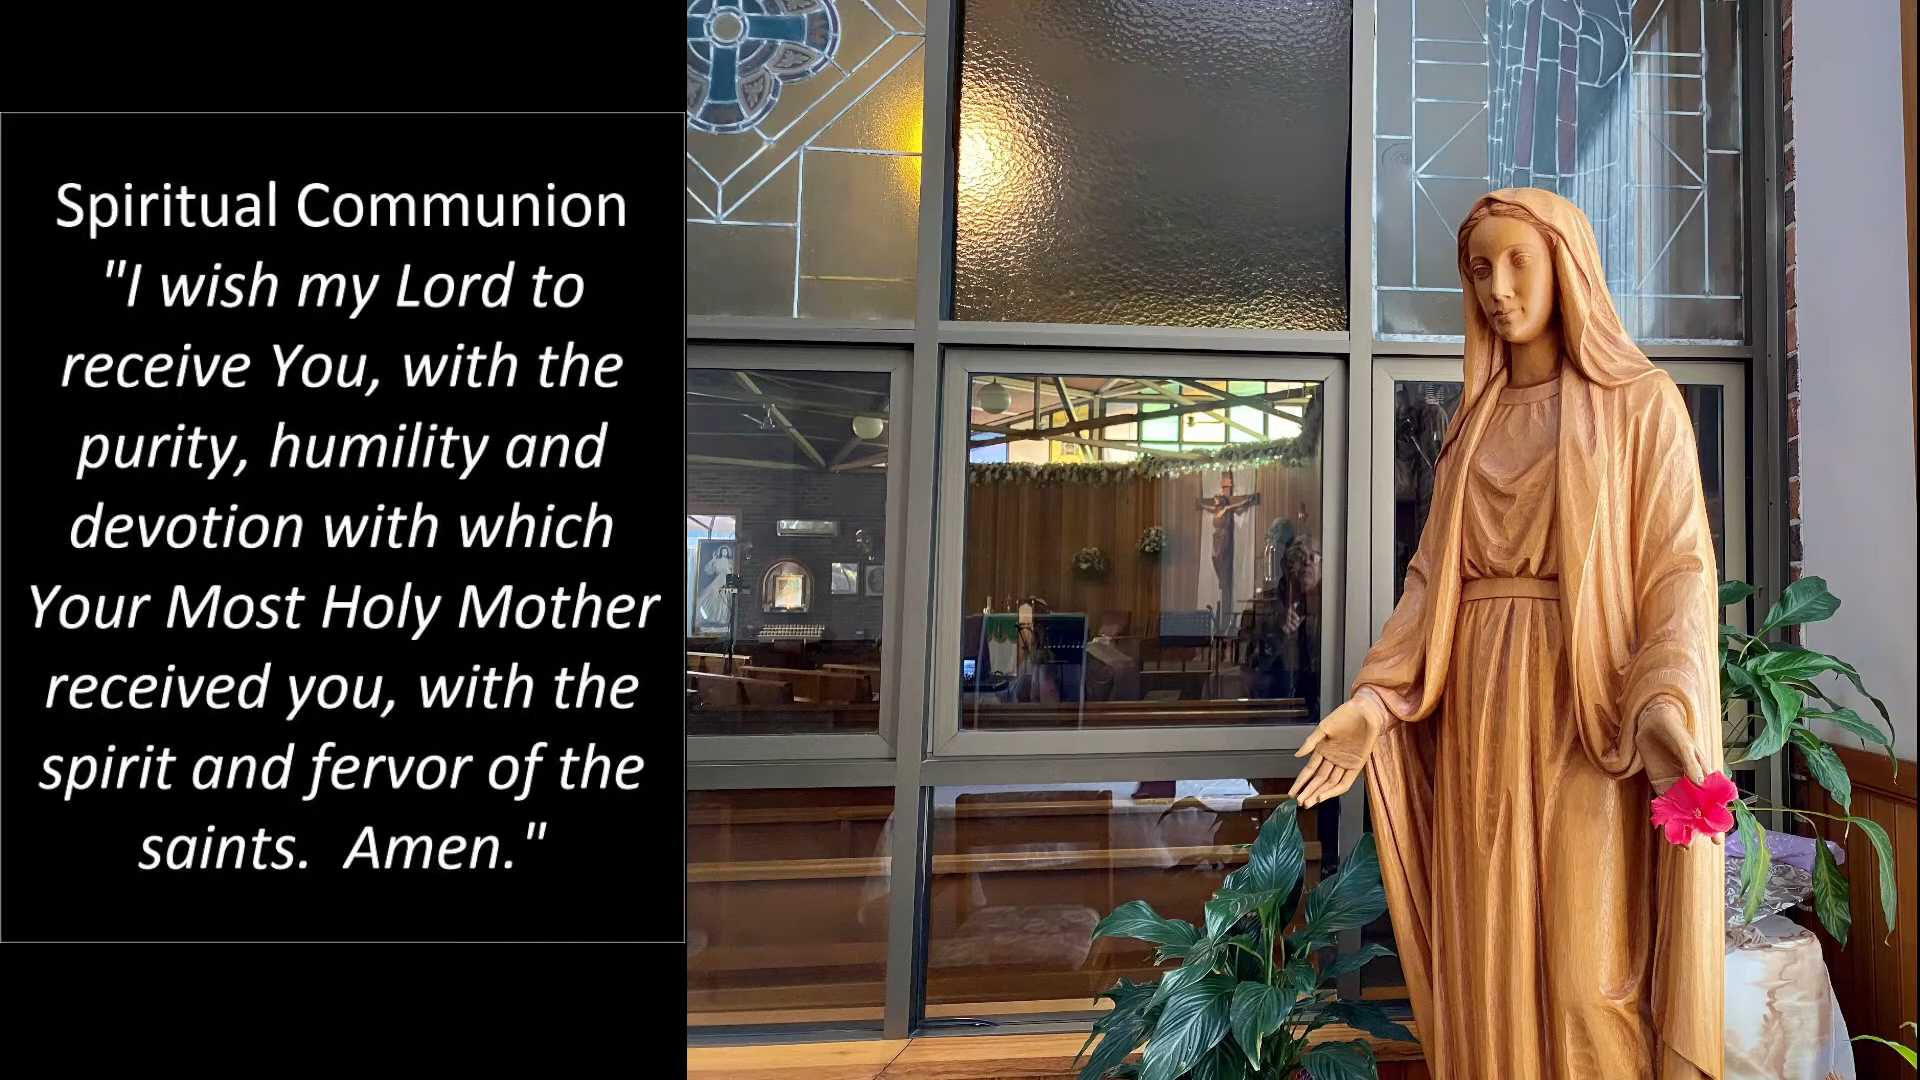 Spiritual Communion
"I wish my Lord to
receive You, with the
purity, humility and
devotion with which
Your Most Holy Mother
received you, with the
spirit and fervor of the
saints.  Amen."